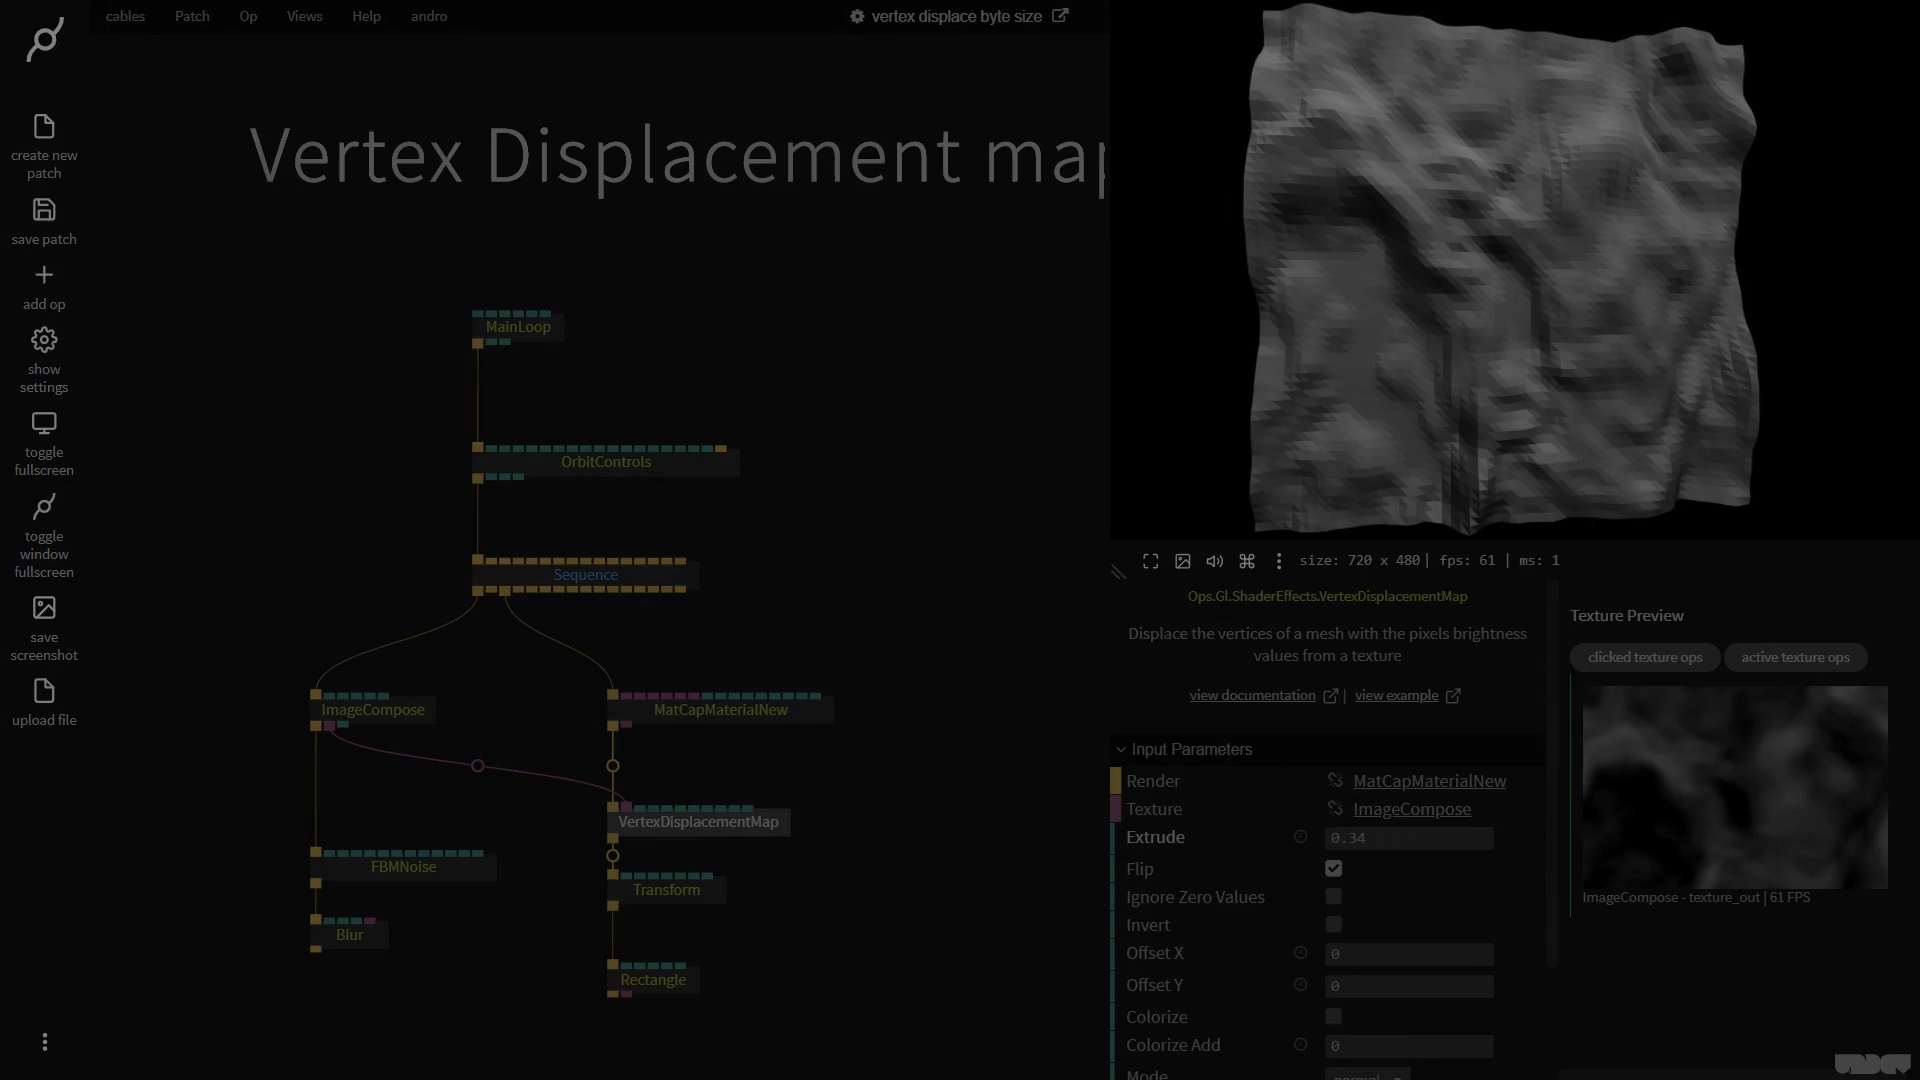 cables Patch Op Views Help andro
vertex displace byte size
create new
patch
save patch
add op
show
settings
toggle
fullscreen
toggle
window
fullscreen
save
screenshot
upload file
Vertex Displacement map
MainLoop
OrbitControls
Sequence
ImageCompose
MatCapMaterialNew
VertexDisplacementMap
FBMNoise
Transform
Blur
Rectangle
size: 720 x 480 | fps: 61 | ms: 1
Ops.Gl.ShaderEffects.VertexDisplacementMap
Displace the vertices of a mesh with the pixels brightness
values from a texture
view documentation | view example
Input Parameters
Render MatCapMaterialNew
Texture ImageCompose
Extrude 0.34
Flip
Ignore Zero Values
Invert
Offset X 0
Offset Y 0
Colorize
Colorize Add 0
Mode normal
Texture Preview
clicked texture ops active texture ops
ImageCompose - texture_out | 61 FPS